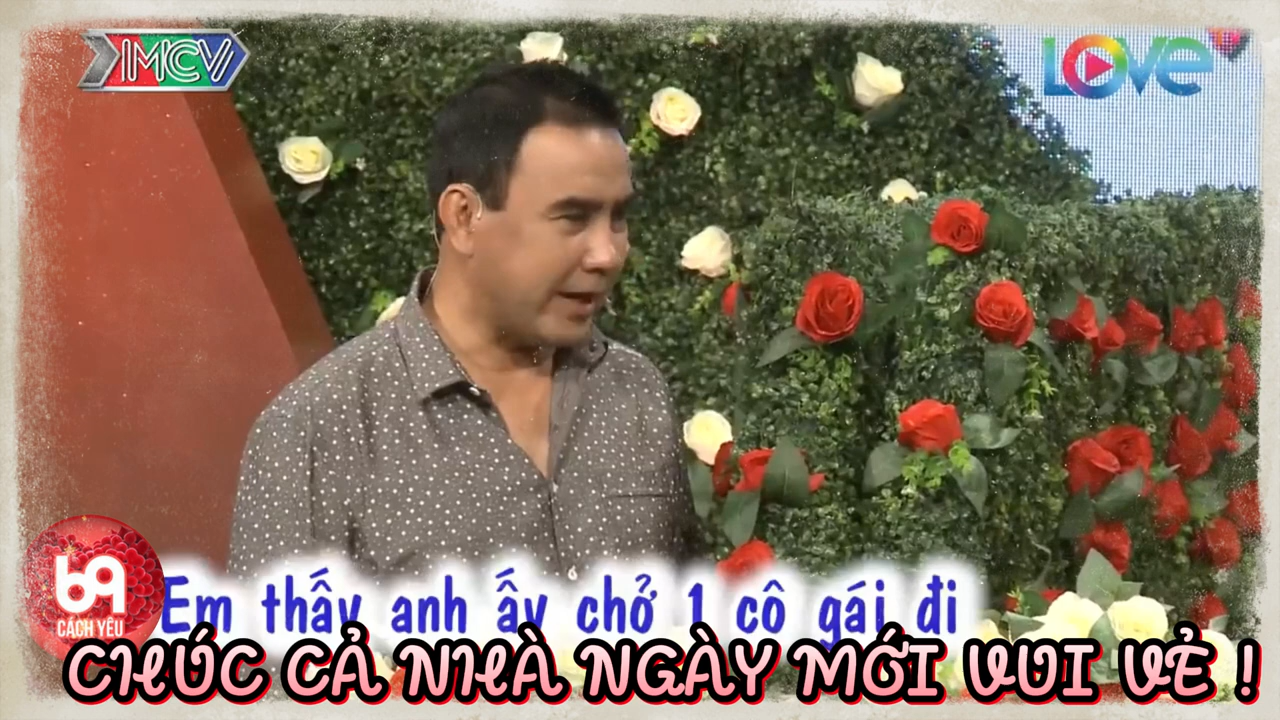 MCV
LOVe
69
CÁCH YÊU
Em thấy anh ấy chở 1 cô gái đi
CHÚC CẢ NHÀ NGÀY MỚI VUI VẺ !